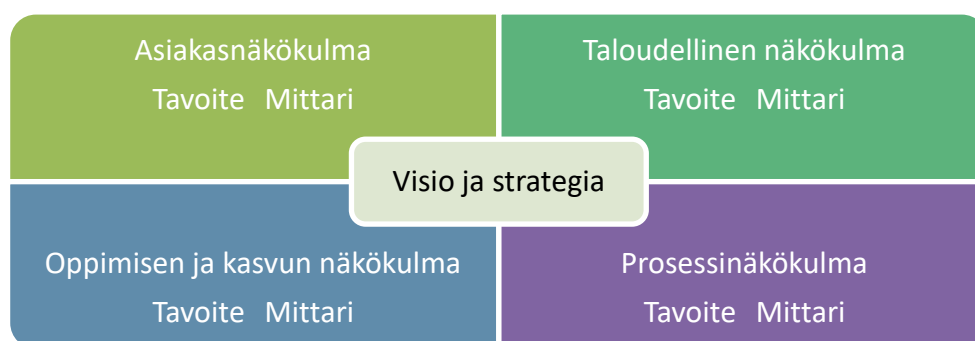 Asiakasnäkökulma
Tavoite Mittari
Taloudellinen näkökulma
Tavoite Mittari
Visio ja strategia
Oppimisen ja kasvun näkökulma
Tavoite Mittari
Prosessinäkökulma
Tavoite Mittari